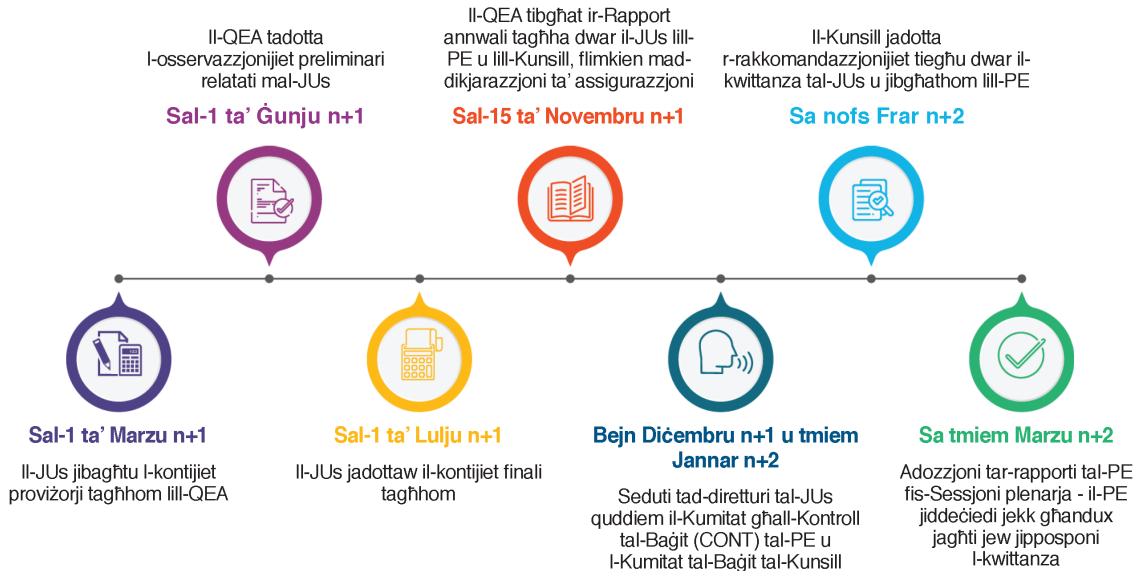 Il-QEA tadotta
l-osservazzjonijiet preliminari
relatati mal-JUs
Sal-1 ta’ Ġunju n+1
Il-QEA tibgħat ir-Rapport
annwali tagħha dwar il-JUs lill-
PE u lill-Kunsill, flimkien mad-
dikjarazzjoni ta’ assigurazzjoni
Sal-15 ta’ Novembru n+1
Il-Kunsill jadotta
r-rakkomandazzjonijiet tiegħu dwar il-
kwittanza tal-JUs u jibgħathom lill-PE
Sa nofs Frar n+2
Sal-1 ta’ Marzu n+1
Il-JUs jibagħtu l-kontijiet
proviżorji tagħhom lill-QEA
Sal-1 ta’ Lulju n+1
Il-JUs jadottaw il-kontijiet finali
tagħhom
Bejn Diċembru n+1 u tmiem
Jannar n+2
Seduti tad-diretturi tal-JUs
quddiem il-Kumitat għall-Kontroll
tal-Baġit (CONT) tal-PE u
l-Kumitat tal-Baġit tal-Kunsill
Sa tmiem Marzu n+2
Adozzjoni tar-rapporti tal-PE
fis-Sessjoni plenarja - il-PE
jiddeċiedi jekk għandux
jagħti jew jipposponi
l-kwittanza